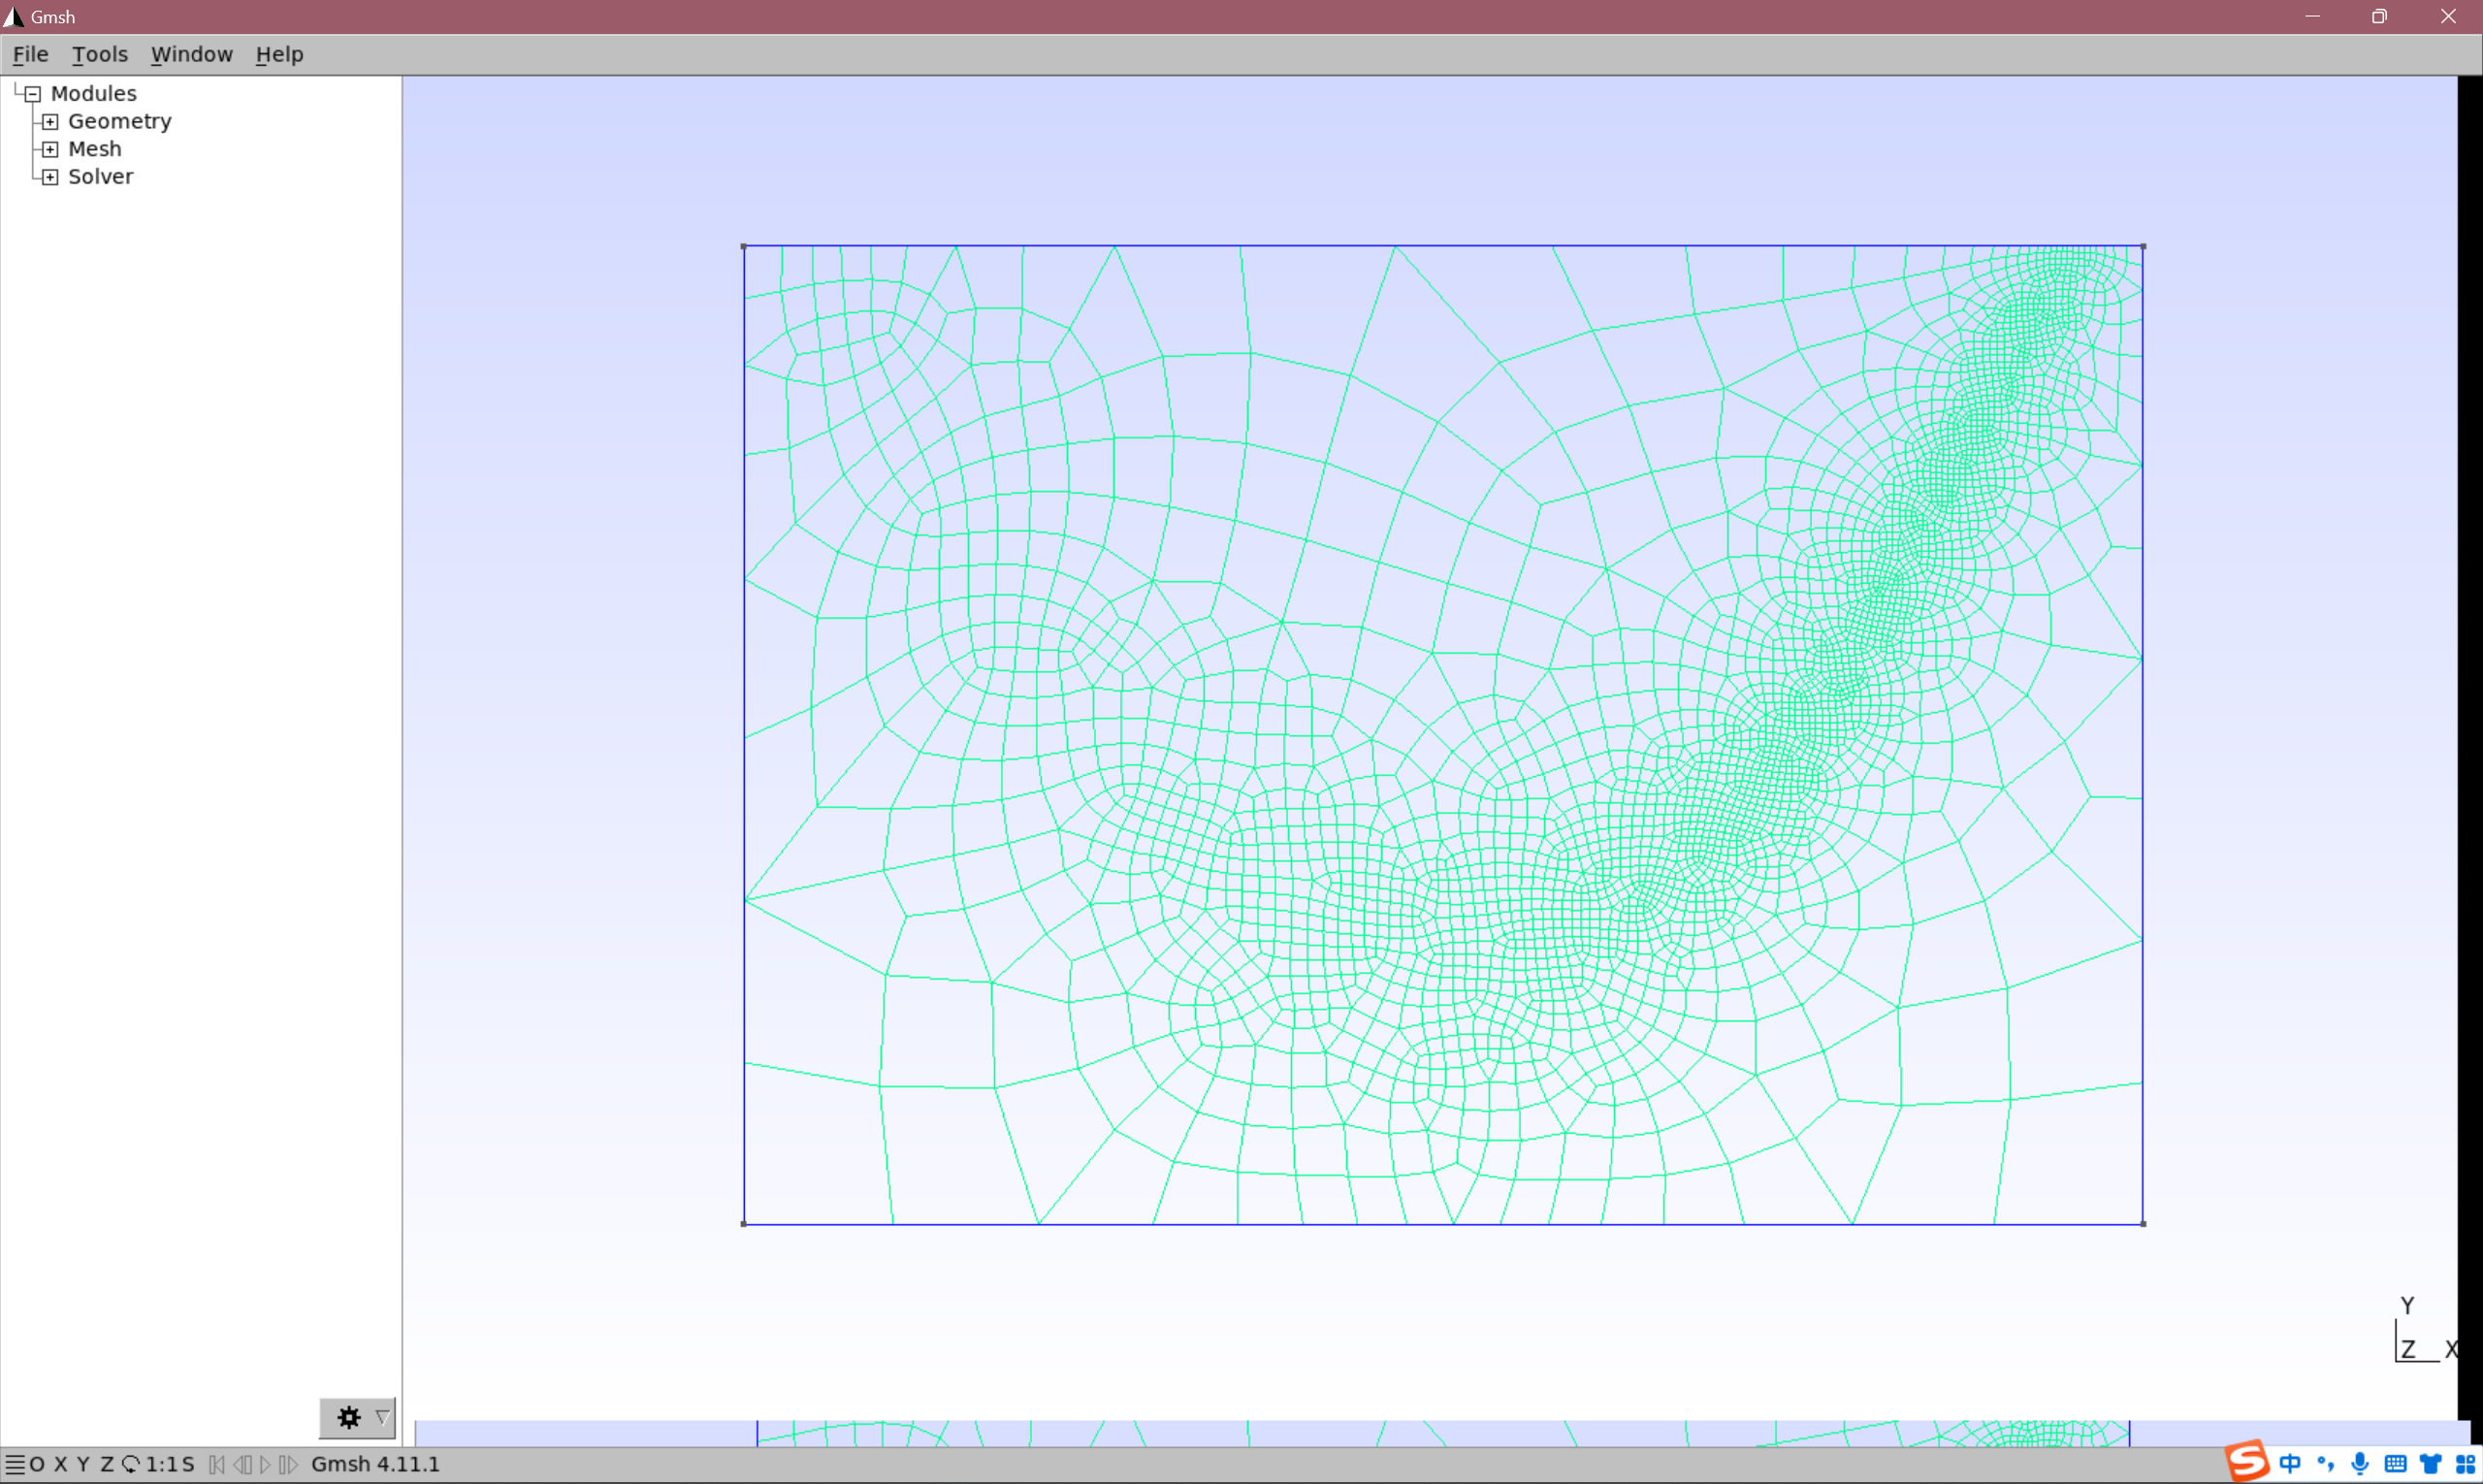 Gmsh
File Tools Window Help
Modules
Geometry
Mesh
Solver
Y
Z X
O X Y Z 1:1 S Gmsh 4.11.1
S 中